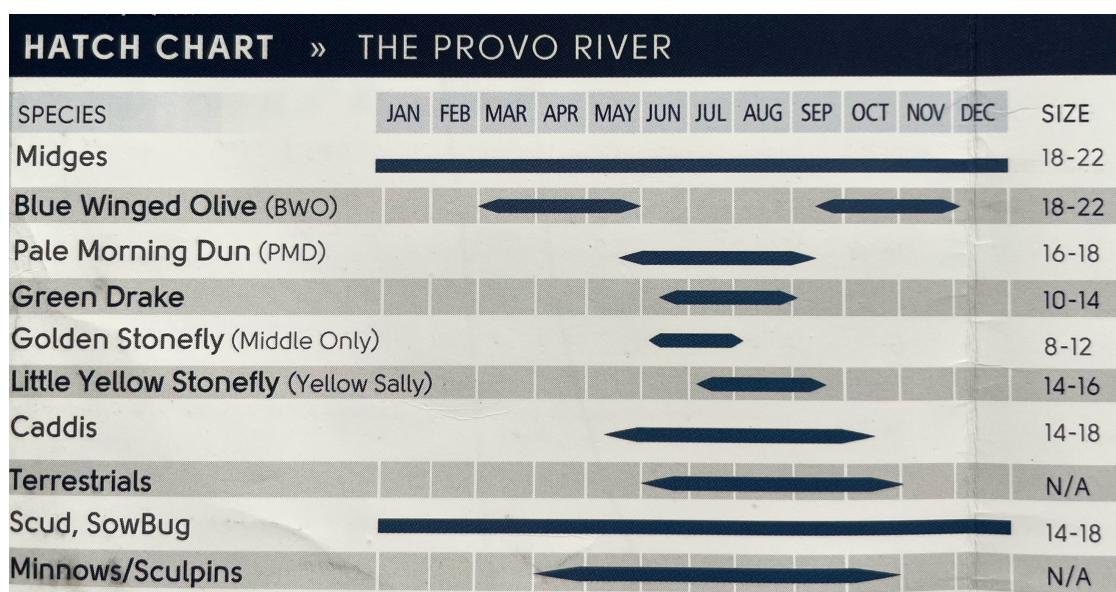 HATCH CHART » THE PROVO RIVER
SPECIES JAN FEB MAR APR MAY JUN JUL AUG SEP OCT NOV DEC SIZE
Midges 18-22
Blue Winged Olive (BWO) 18-22
Pale Morning Dun (PMD) 16-18
Green Drake 10-14
Golden Stonefly (Middle Only) 8-12
Little Yellow Stonefly (Yellow Sally) 14-16
Caddis 14-18
Terrestrials N/A
Scud, SowBug 14-18
Minnows/Sculpins N/A